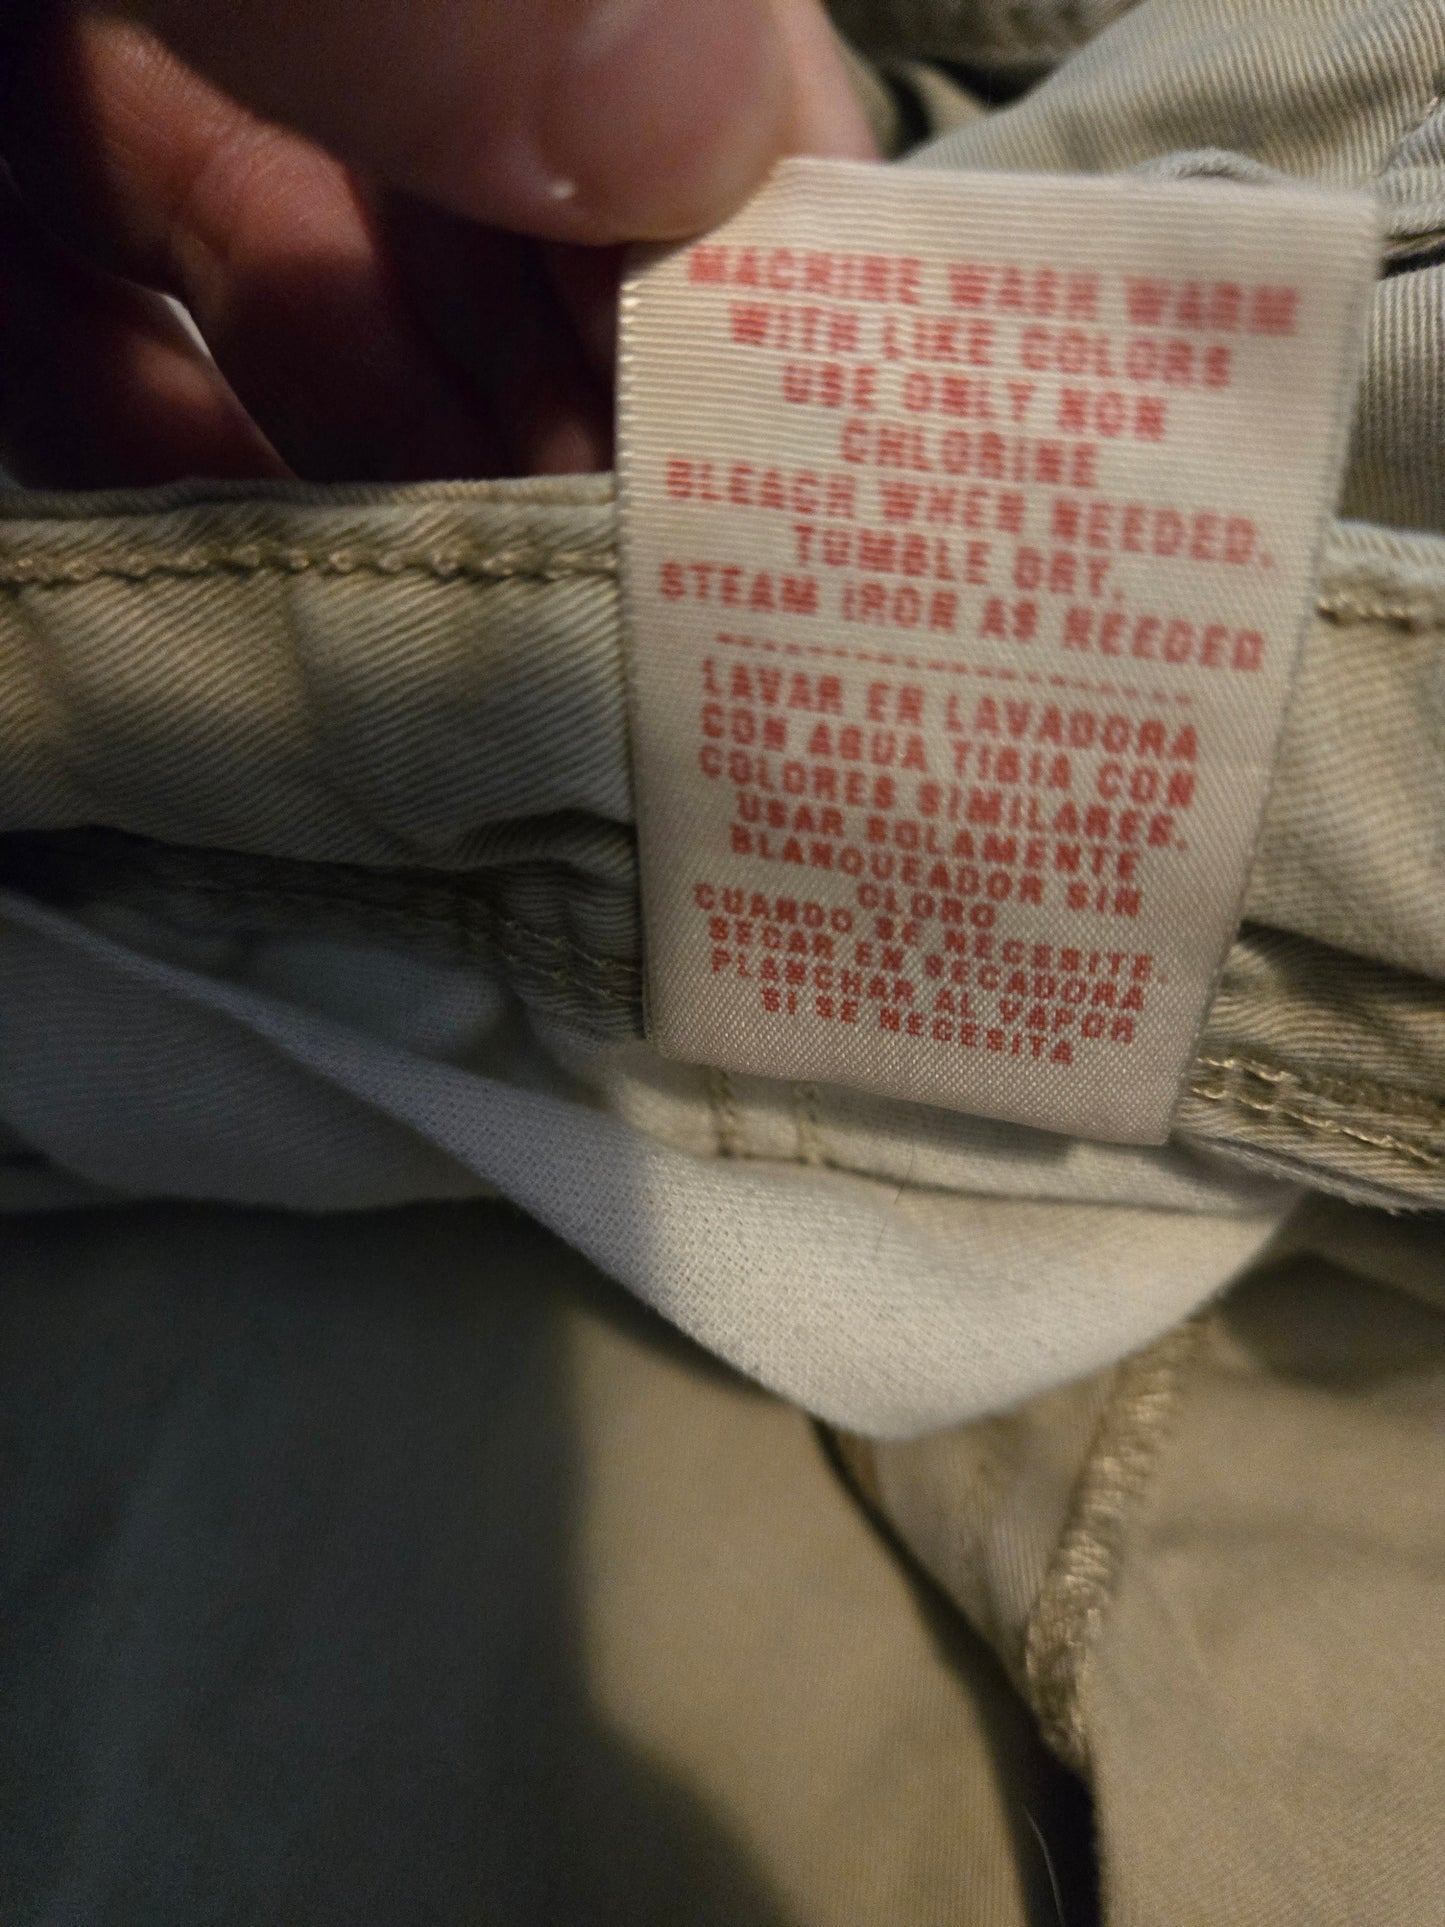 MACHINE WASH WARM
WITH LIKE COLORS
USE ONLY NON
CHLORINE
BLEACH WHEN NEEDED.
TUMBLE DRY.
STEAM IRON AS NEEDED
--------------------
LAVAR EN LAVADORA
CON AGUA TIBIA CON
COLORES SIMILARES.
USAR SOLAMENTE
BLANQUEADOR SIN
CLORO
CUANDO SE NECESITE.
SECAR EN SECADORA
PLANCHAR AL VAPOR
SI SE NECESITA